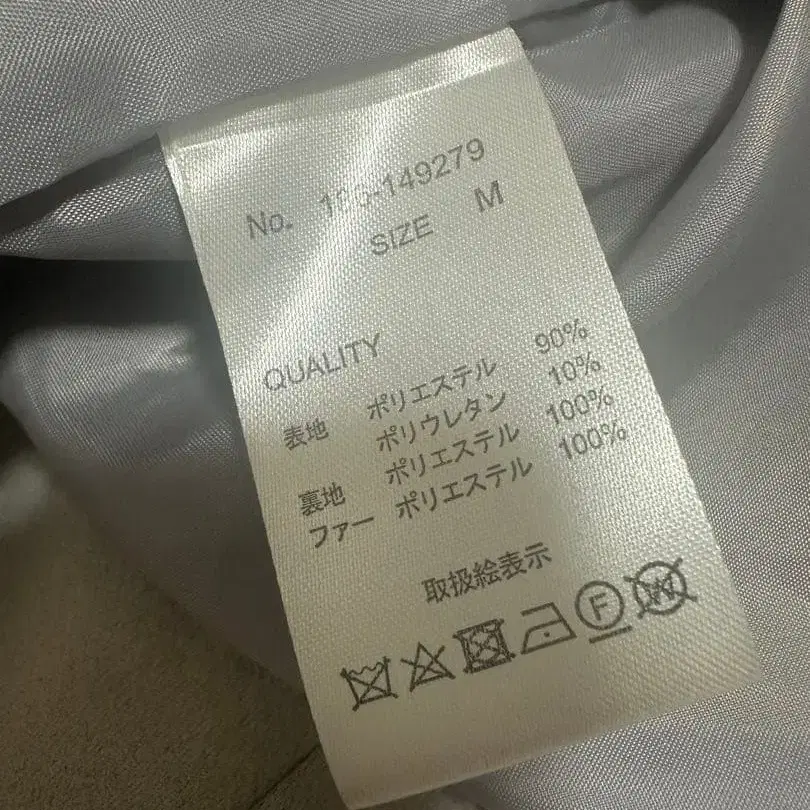 No. 149279
SIZE M
QUALITY
表地 ポリエステル 90%
ポリウレタン 10%
裏地 ポリエステル 100%
ファー ポリエステル 100%
取扱絵表示
F
W